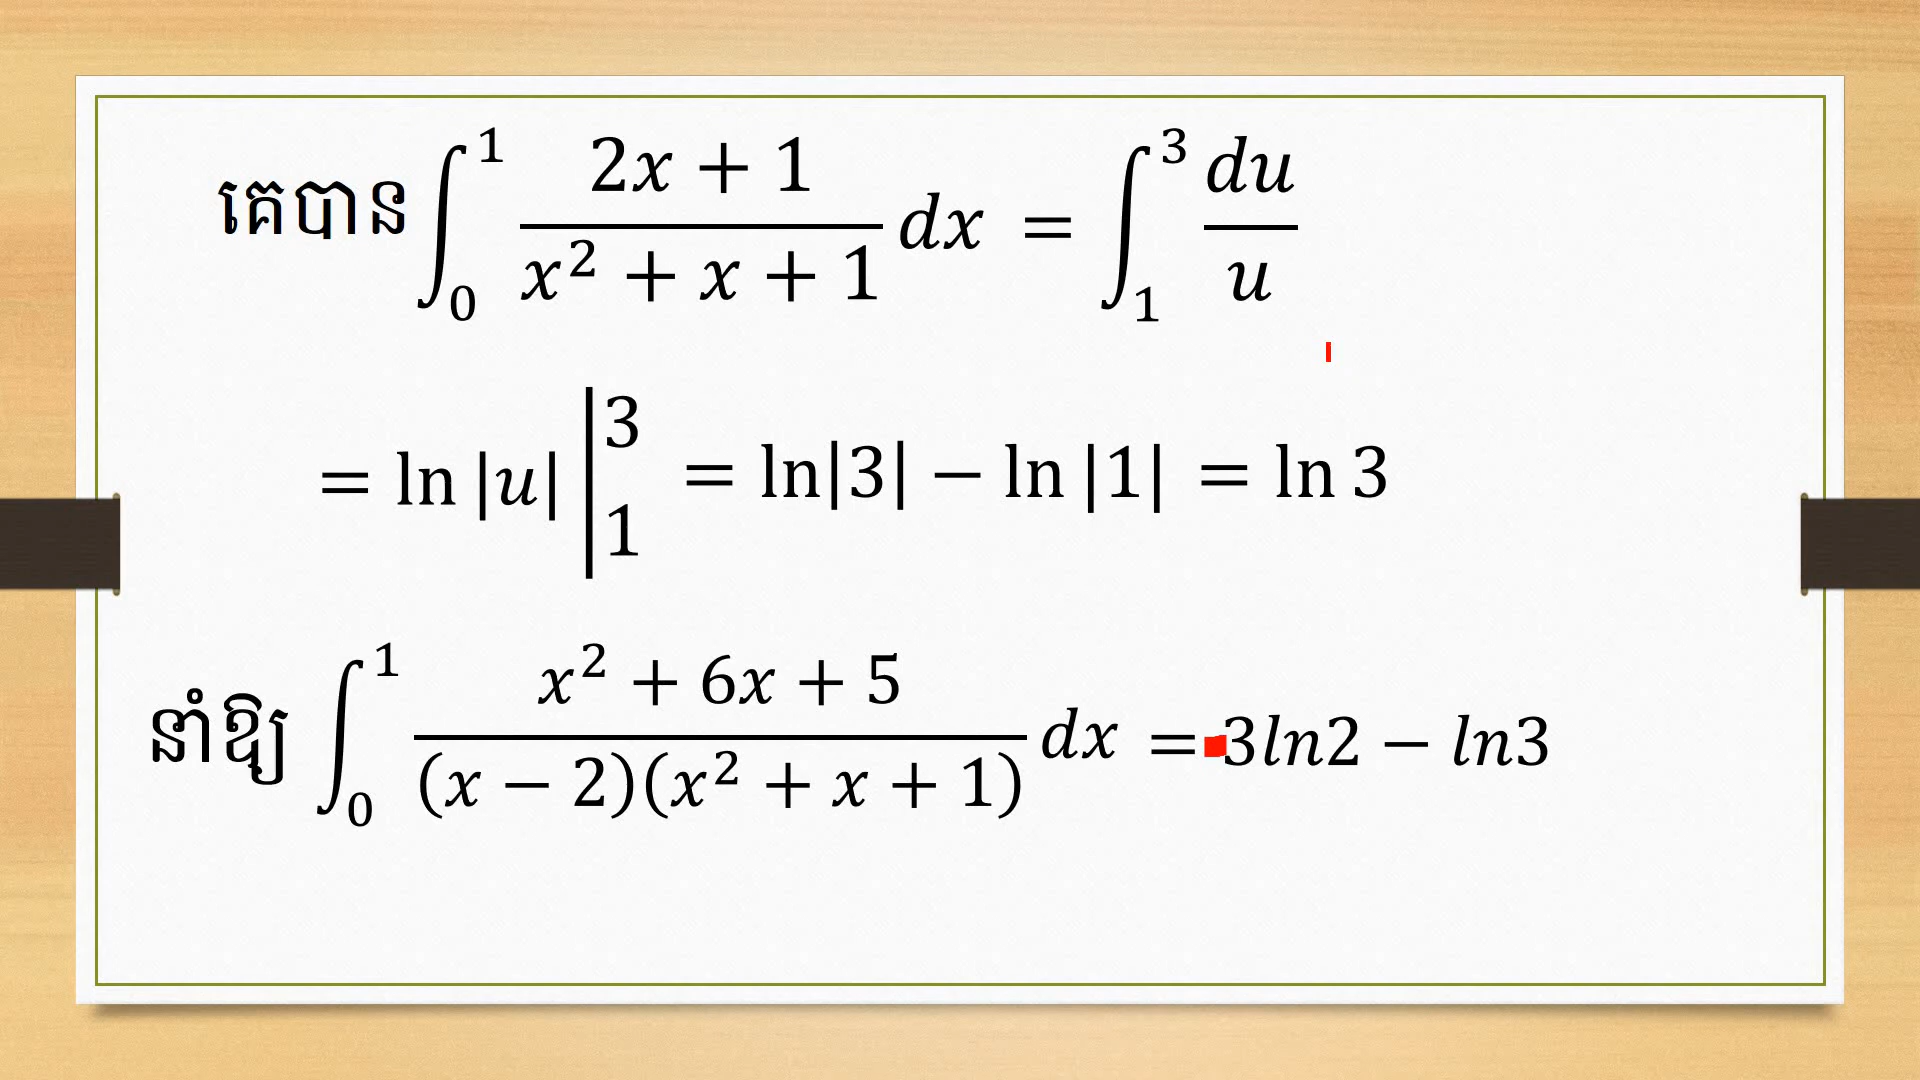 គេបាន ∫₀¹ (2x + 1)/(x² + x + 1) dx = ∫₁³ du/u
= ln |u| |₁³ = ln|3| − ln |1| = ln 3
នាំឱ្យ ∫₀¹ (x² + 6x + 5)/((x − 2)(x² + x + 1)) dx = -3ln2 − ln3